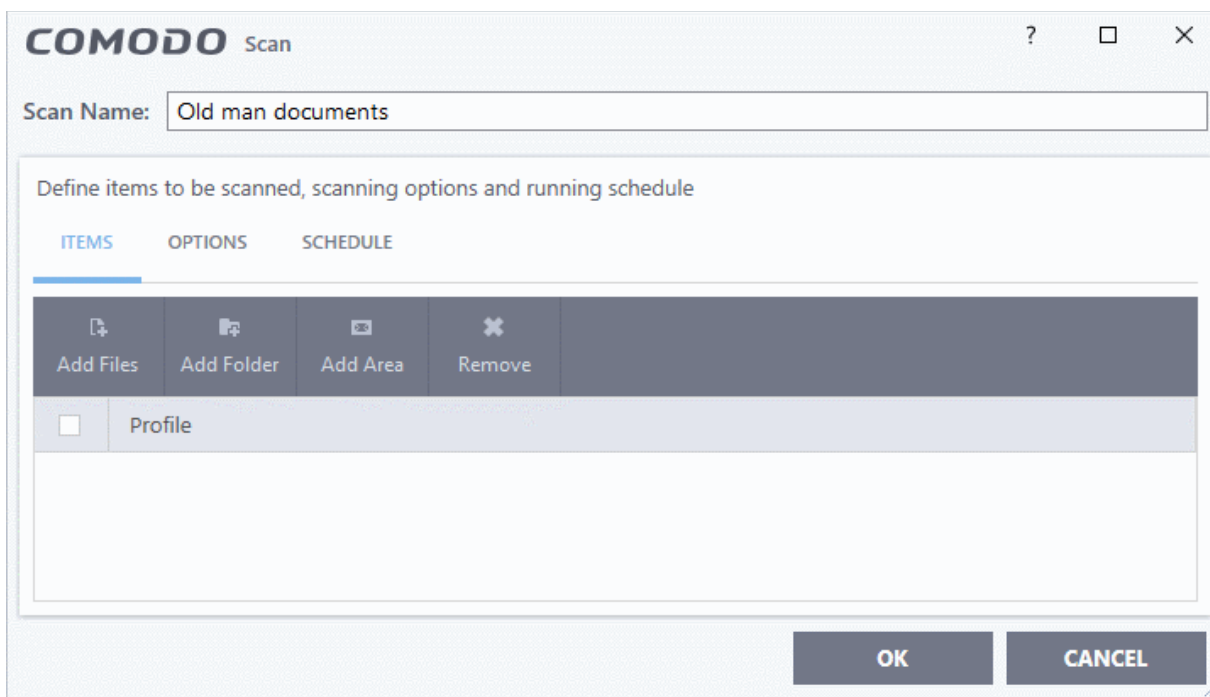 COMODO Scan ?
Scan Name: Old man documents
Define items to be scanned, scanning options and running schedule
ITEMS OPTIONS SCHEDULE
Add Files Add Folder Add Area Remove
Profile
OK CANCEL